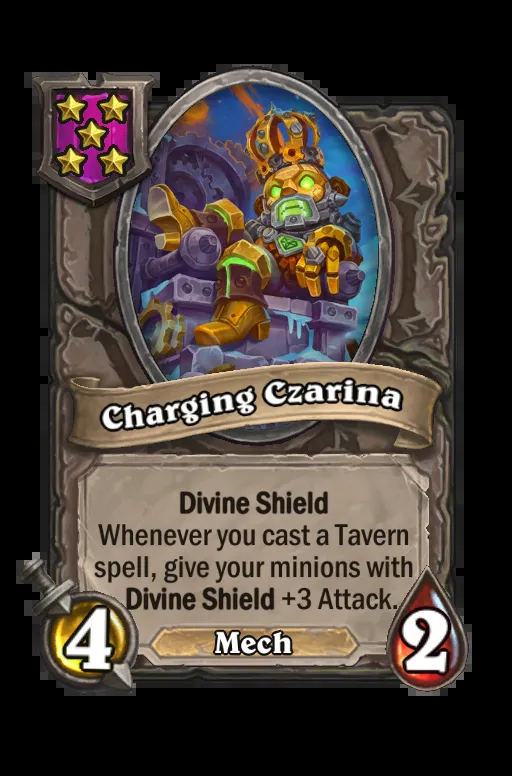 Charging Czarina
Divine Shield
Whenever you cast a Tavern
spell, give your minions with
Divine Shield +3 Attack.
4
Mech
2